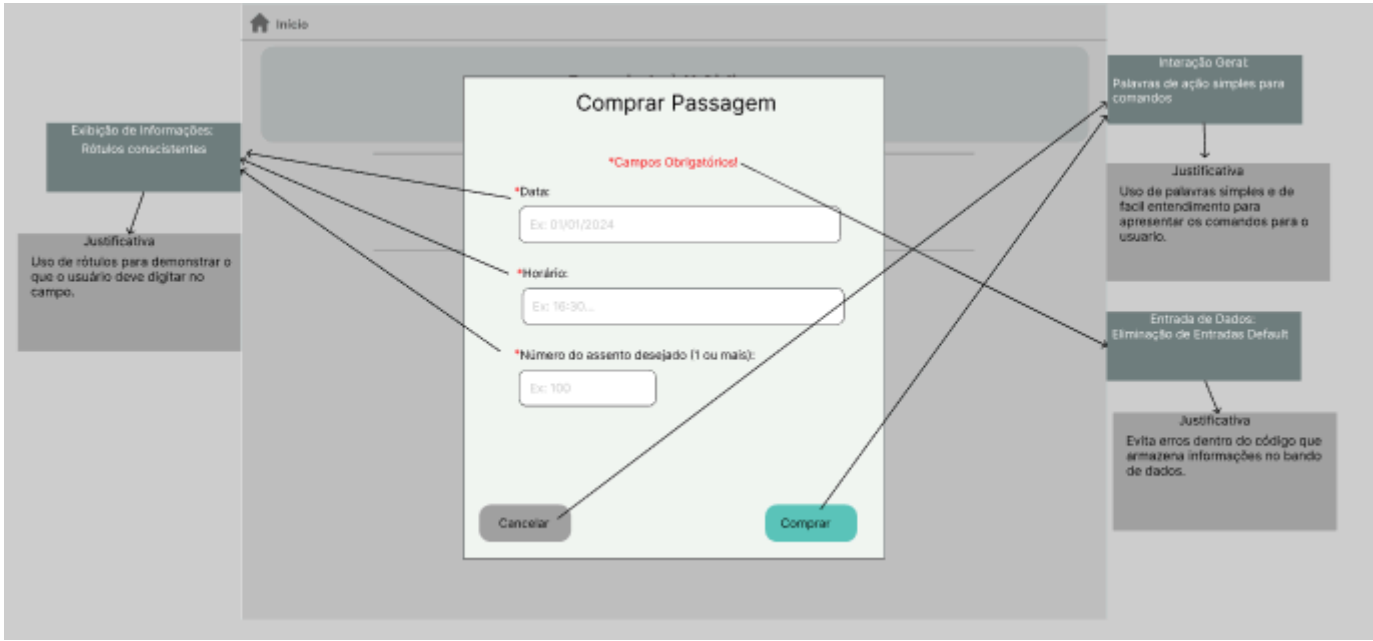 Início
Comprar Passagem
*Campos Obrigatórios!
*Data:
Ex: 01/01/2024
*Horário:
Ex: 16:30...
*Número do assento desejado (1 ou mais):
Ex: 100
Cancelar
Comprar
Exibição de Informações:
Rótulos conscistentes
Justificativa
Uso de rótulos para demonstrar o
que o usuário deve digitar no
campo.
Interação Geral:
Palavras de ação simples para
comandos
Justificativa
Uso de palavras simples e de
facil entendimento para
apresentar os comandos para o
usuario.
Entrada de Dados:
Eliminação de Entradas Default
Justificativa
Evita erros dentro do código que
armazena informações no bando
de dados.